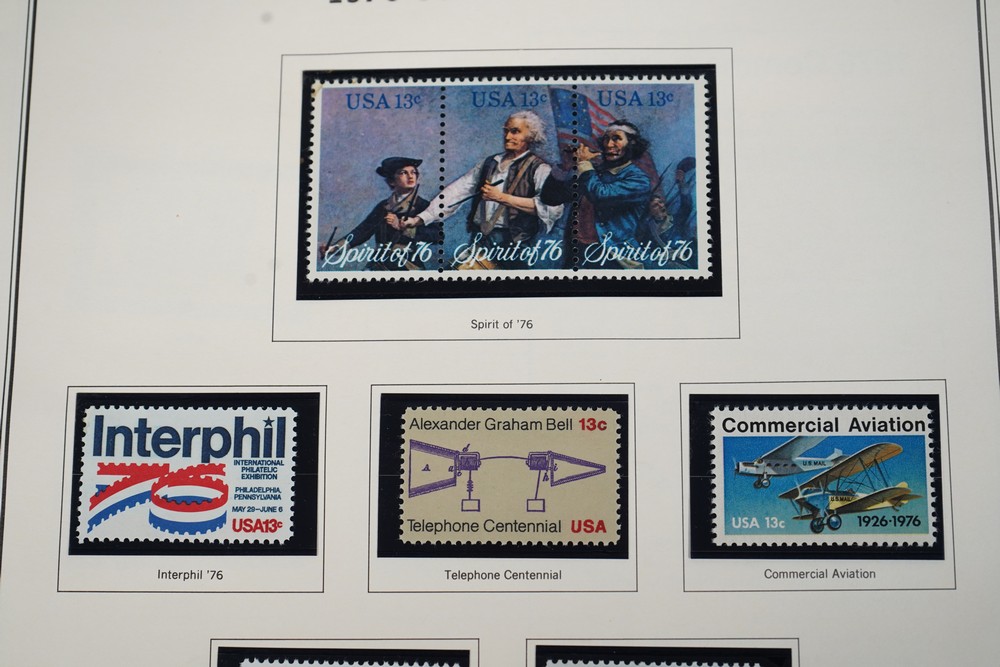 USA 13c USA 13c USA 13c
Spirit of 76 Spirit of 76 Spirit of 76
Spirit of '76
Interphil
INTERNATIONAL
PHILATELIC
EXHIBITION
PHILADELPHIA,
PENNSYLVANIA
MAY 29–JUNE 6
USA13c
Interphil '76
Alexander Graham Bell 13c
A
a
b
c
b
Telephone Centennial USA
Telephone Centennial
Commercial Aviation
U.S. MAIL
U.S. MAIL
USA 13c 1926-1976
Commercial Aviation